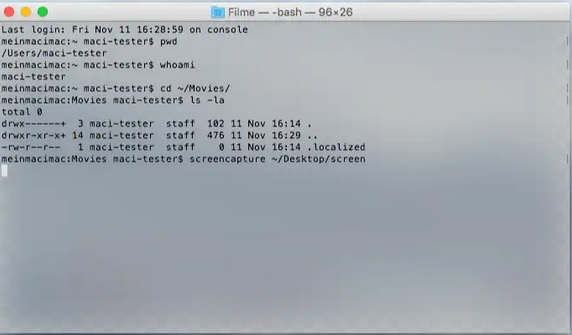 Filme — -bash — 96×26
Last login: Fri Nov 11 16:28:59 on console
meinmacimac:~ maci-tester$ pwd
/Users/maci-tester
meinmacimac:~ maci-tester$ whoami
maci-tester
meinmacimac:~ maci-tester$ cd ~/Movies/
meinmacimac:Movies maci-tester$ ls -la
total 0
drwx------+  3 maci-tester  staff  102 11 Nov 16:14 .
drwxr-xr-x+ 14 maci-tester  staff  476 11 Nov 16:29 ..
-rw-r--r--   1 maci-tester  staff    0 11 Nov 16:14 .localized
meinmacimac:Movies maci-tester$ screencapture ~/Desktop/screen